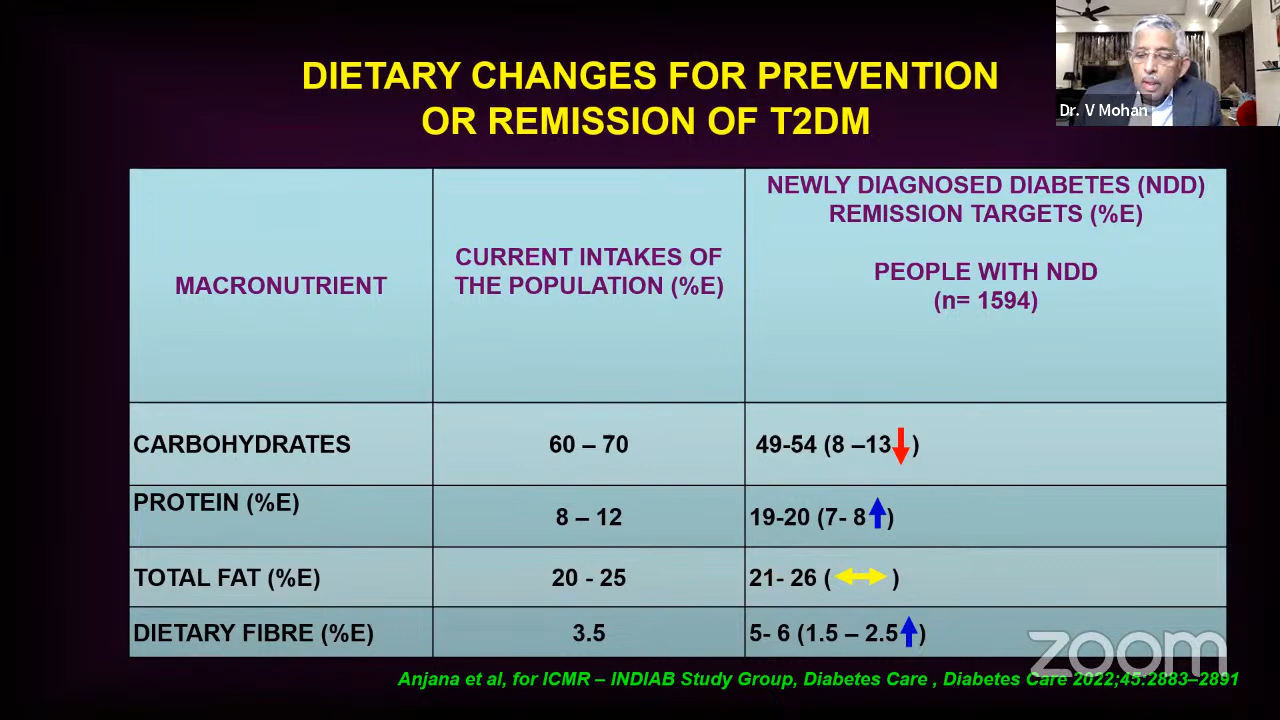 DIETARY CHANGES FOR PREVENTION
OR REMISSION OF T2DM
Dr. V Mohan
MACRONUTRIENT
CURRENT INTAKES OF
THE POPULATION (%E)
NEWLY DIAGNOSED DIABETES (NDD)
REMISSION TARGETS (%E)
PEOPLE WITH NDD
(n= 1594)
CARBOHYDRATES
60 – 70
49-54 (8 –13↓)
PROTEIN (%E)
8 – 12
19-20 (7- 8↑)
TOTAL FAT (%E)
20 - 25
21- 26 (↔)
DIETARY FIBRE (%E)
3.5
5- 6 (1.5 – 2.5↑)
zoom
Anjana et al, for ICMR – INDIAB Study Group, Diabetes Care , Diabetes Care 2022;45:2883–2891